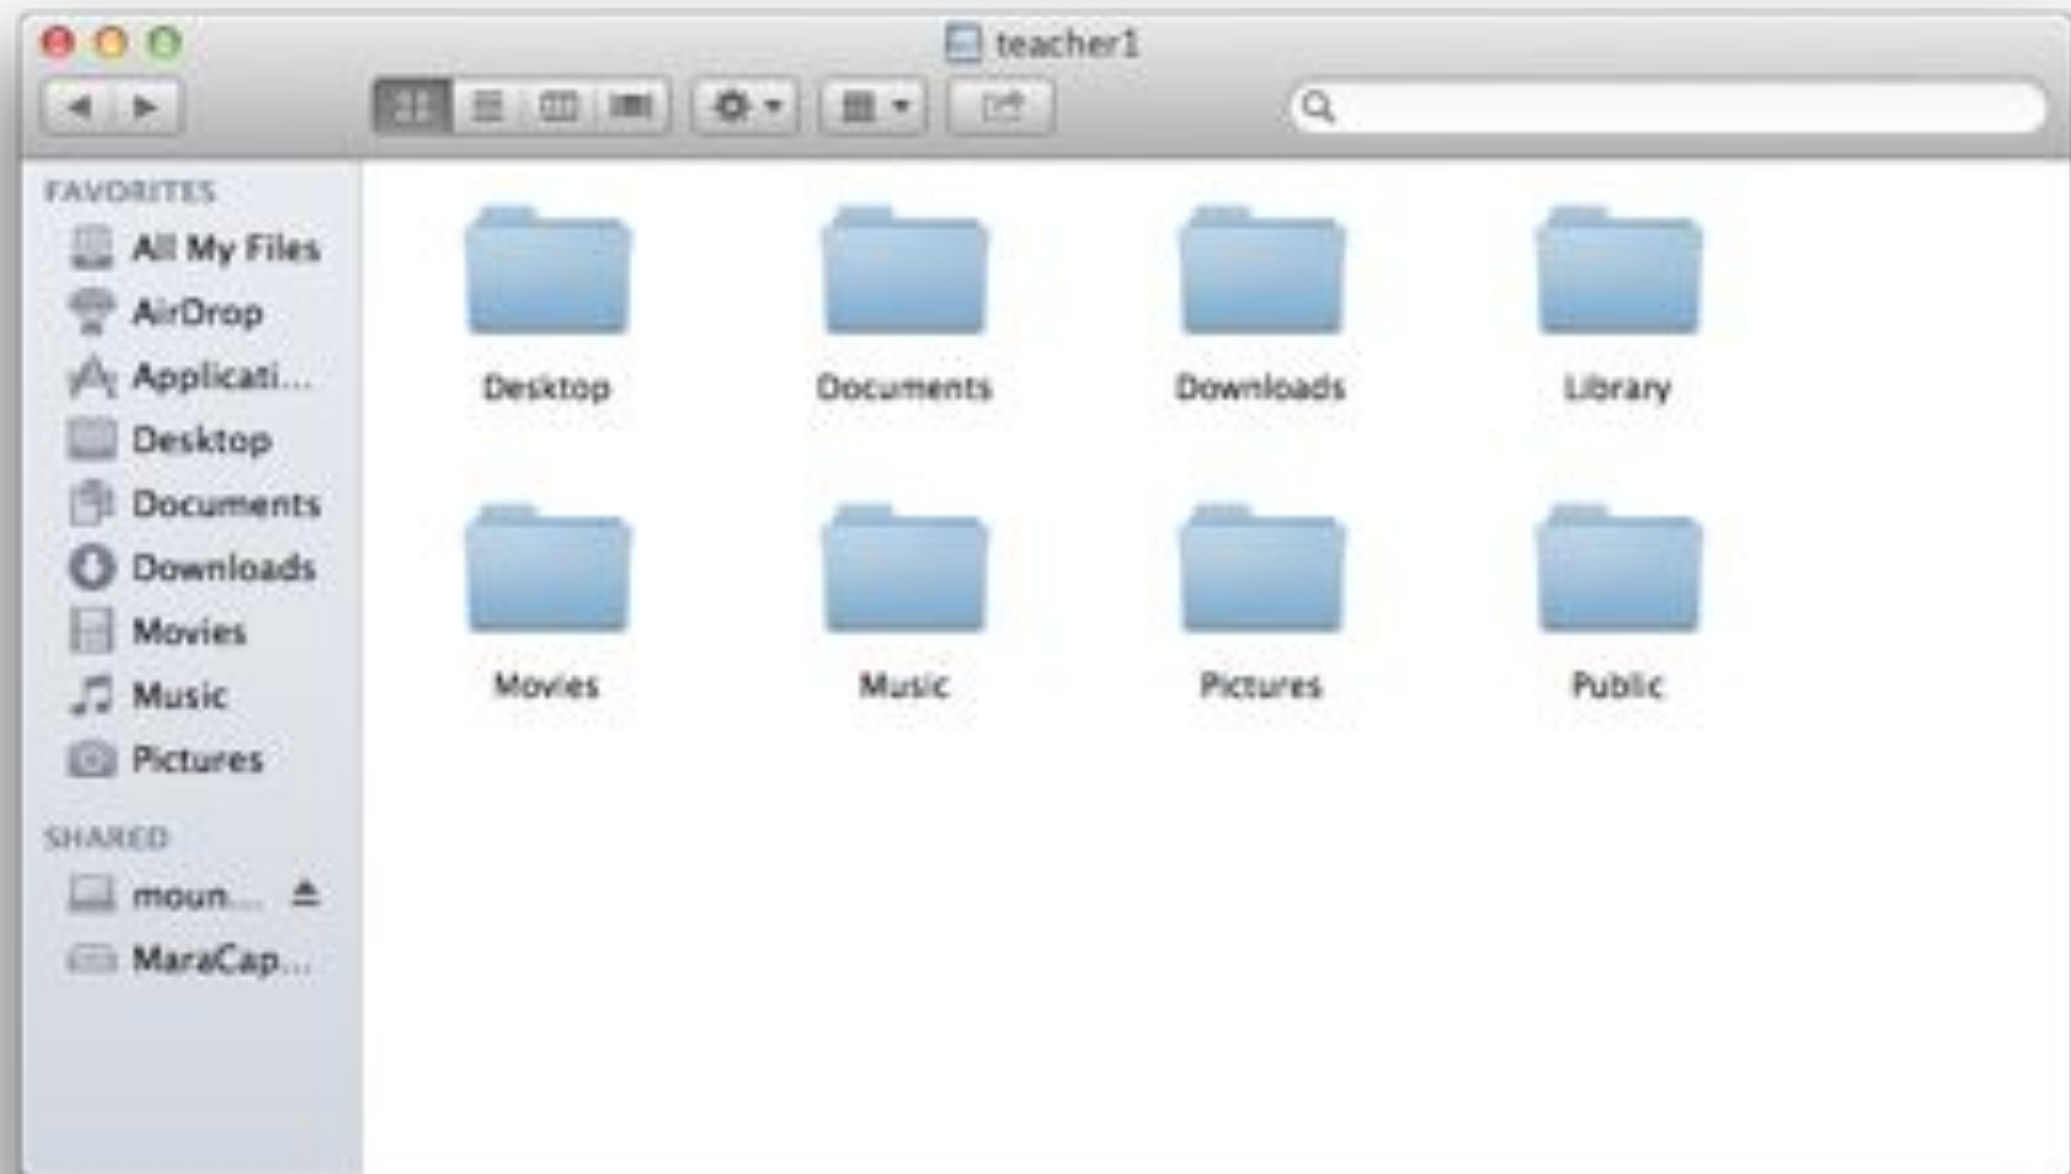 teacher1
FAVORITES
All My Files
AirDrop
Applicati...
Desktop
Documents
Downloads
Movies
Music
Pictures
SHARED
moun...
MaraCap...
Desktop Documents Downloads Library
Movies Music Pictures Public